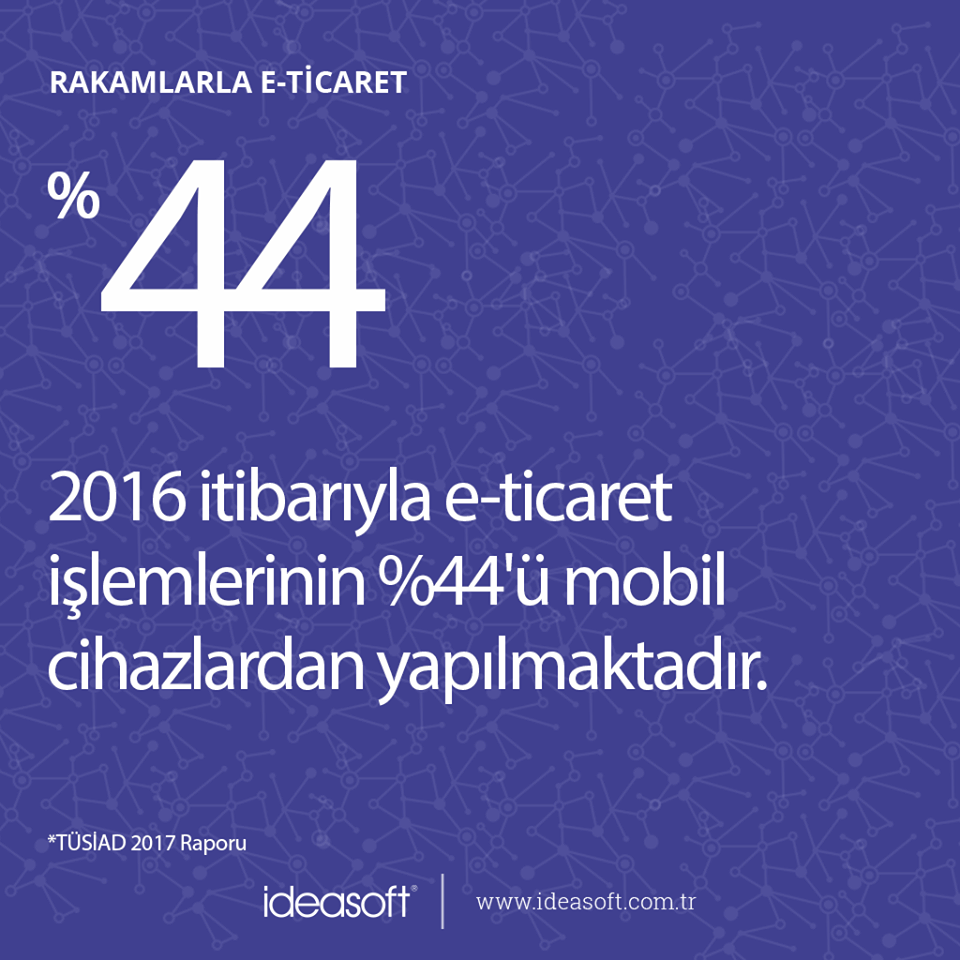 RAKAMLARLA E-TİCARET
%44
2016 itibarıyla e-ticaret
işlemlerinin %44'ü mobil
cihazlardan yapılmaktadır.
*TÜSİAD 2017 Raporu
ideasoft® www.ideasoft.com.tr